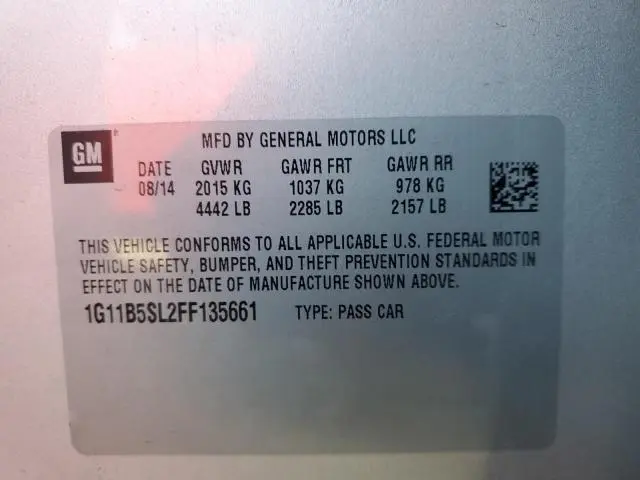 GM MFD BY GENERAL MOTORS LLC
DATE GVWR GAWR FRT GAWR RR
08/14 2015 KG 1037 KG 978 KG
4442 LB 2285 LB 2157 LB
THIS VEHICLE CONFORMS TO ALL APPLICABLE U.S. FEDERAL MOTOR
VEHICLE SAFETY, BUMPER, AND THEFT PREVENTION STANDARDS IN
EFFECT ON THE DATE OF MANUFACTURE SHOWN ABOVE.
1G11B5SL2FF135661 TYPE: PASS CAR